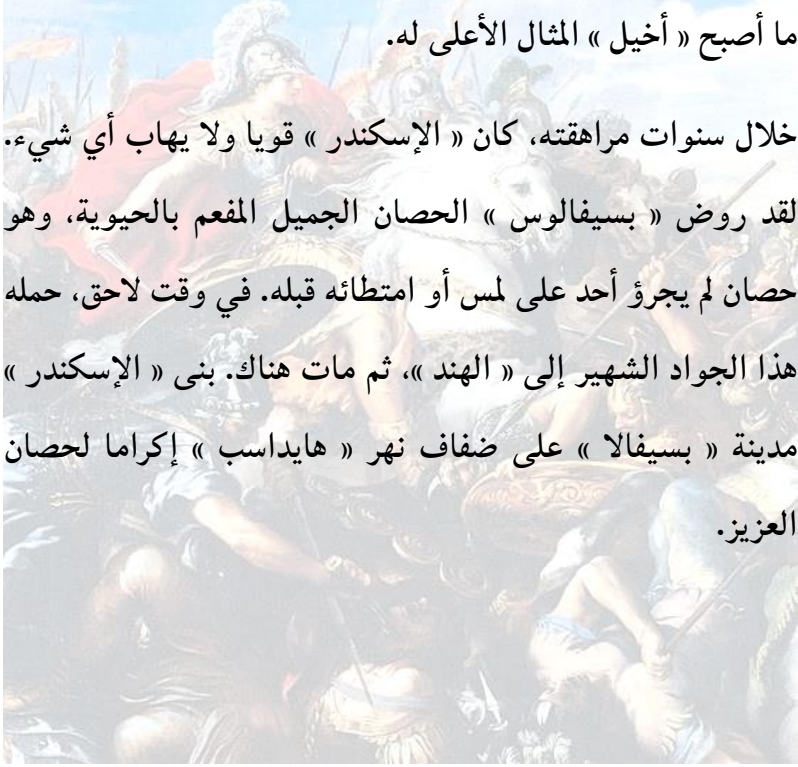 ما أصبح « أخيل » المثال الأعلى له.
خلال سنوات مراهقته، كان « الإسكندر » قويا ولا يهاب أي شيء.
لقد روض « بسيفالوس » الحصان الجميل المفعم بالحيوية، وهو
حصان لم يجرؤ أحد على لمس أو امتطائه قبله. في وقت لاحق، حمله
هذا الجواد الشهير إلى « الهند »، ثم مات هناك. بنى « الإسكندر »
مدينة « بسيفالا » على ضفاف نهر « هايداسب » إكراما لحصان
العزيز.